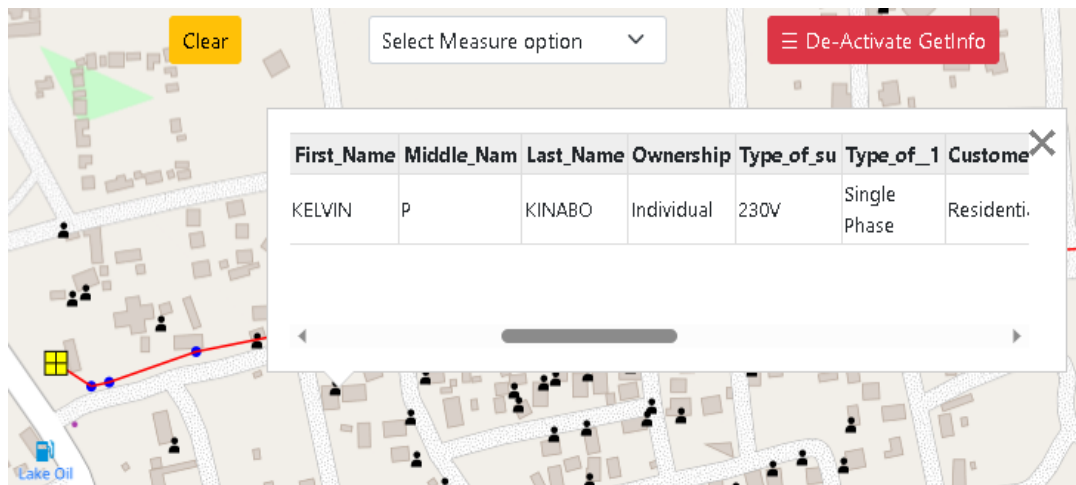 Clear
Select Measure option
☰ De-Activate GetInfo
First_Name Middle_Nam Last_Name Ownership Type_of_su Type_of__1 Custome
KELVIN P KINABO Individual 230V Single Phase Residenti
Lake Oil